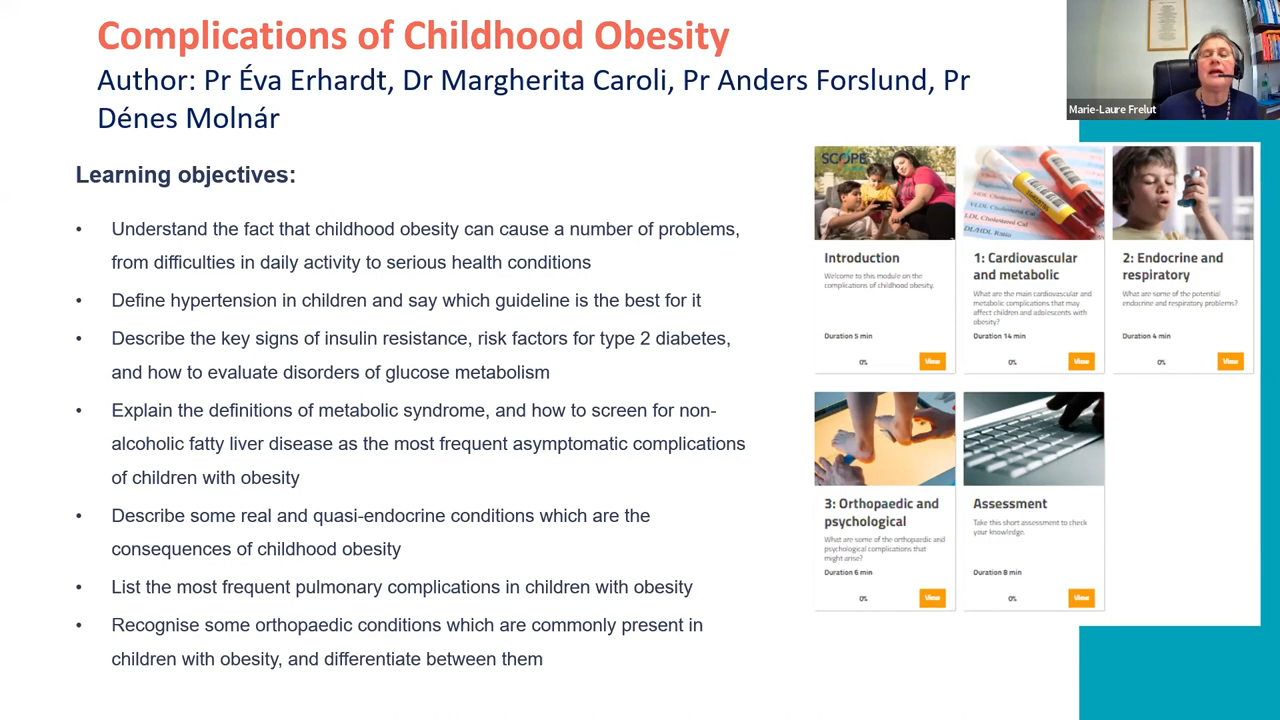 Complications of Childhood Obesity
Author: Pr Éva Erhardt, Dr Margherita Caroli, Pr Anders Forslund, Pr
Dénes Molnár
Marie-Laure Frelut
Learning objectives:
• Understand the fact that childhood obesity can cause a number of problems,
from difficulties in daily activity to serious health conditions
• Define hypertension in children and say which guideline is the best for it
• Describe the key signs of insulin resistance, risk factors for type 2 diabetes,
and how to evaluate disorders of glucose metabolism
• Explain the definitions of metabolic syndrome, and how to screen for non-
alcoholic fatty liver disease as the most frequent asymptomatic complications
of children with obesity
• Describe some real and quasi-endocrine conditions which are the
consequences of childhood obesity
• List the most frequent pulmonary complications in children with obesity
• Recognise some orthopaedic conditions which are commonly present in
children with obesity, and differentiate between them
SCOPE
Introduction
Welcome to this module on the
complications of childhood obesity.
Duration 5 min
0%
View
HDL Cholesterol
VLDL Cholesterol Cal
LDL Cholesterol Cal
LDL/HDL Ratio
1: Cardiovascular
and metabolic
What are the main cardiovascular and
metabolic complications that may
affect children and adolescents with
obesity?
Duration 14 min
0%
View
2: Endocrine and
respiratory
What are some of the potential
endocrine and respiratory problems?
Duration 4 min
0%
View
3: Orthopaedic and
psychological
What are some of the orthopaedic and
psychological complications that
might arise?
Duration 6 min
0%
View
Assessment
Take this short assessment to check
your knowledge.
Duration 8 min
0%
View